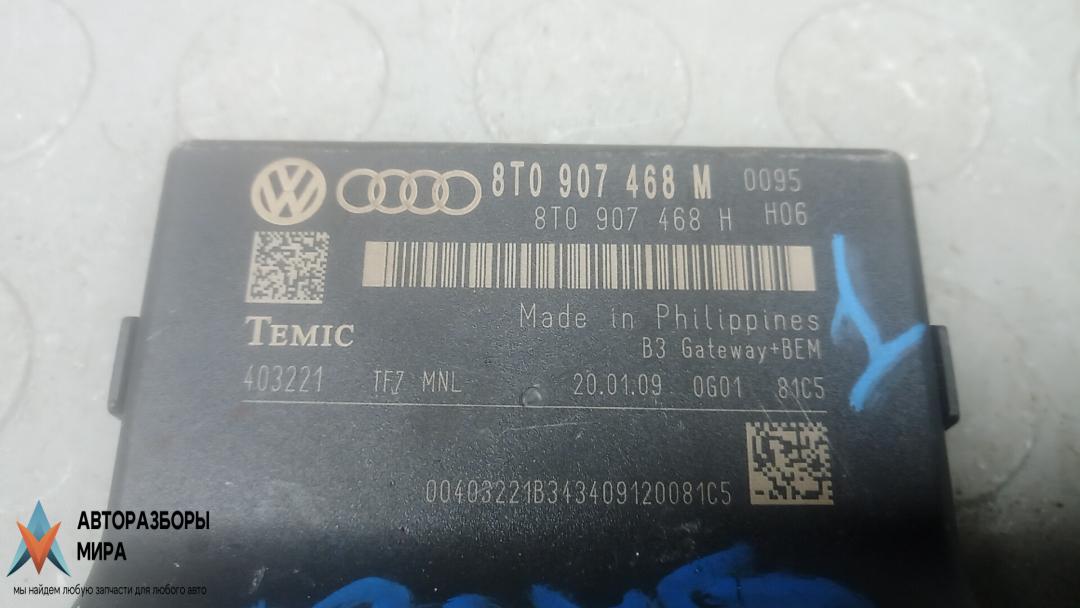 8T0 907 468 M 0095
8T0 907 468 H H06
Made in Philippines
TEMIC
B3 Gateway+BEM
403221 TF7 MNL 20.01.09 0G01 81C5
00403221B343409120081C5
1
АВТОРАЗБОРЫ
МИРА
мы найдем любую запчасти для любого авто